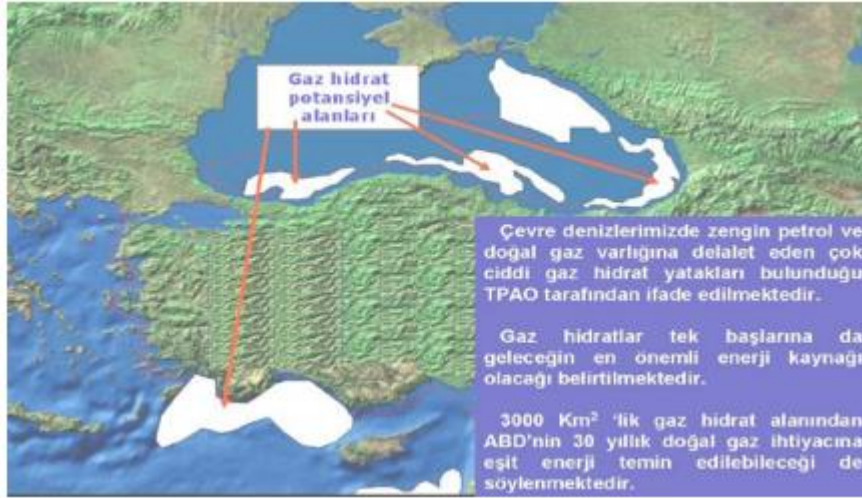 Gaz hidrat
potansiyel
alanları
Çevre denizlerimizde zengin petrol ve
doğal gaz varlığına delalet eden çok
ciddi gaz hidrat yatakları bulunduğu
TPAO tarafından ifade edilmektedir.
Gaz hidratlar tek başlarına da
geleceğin en önemli enerji kaynağı
olacağı belirtilmektedir.
3000 Km² 'lik gaz hidrat alanından
ABD'nin 30 yıllık doğal gaz ihtiyacına
eşit enerji temin edilebileceği de
söylenmektedir.